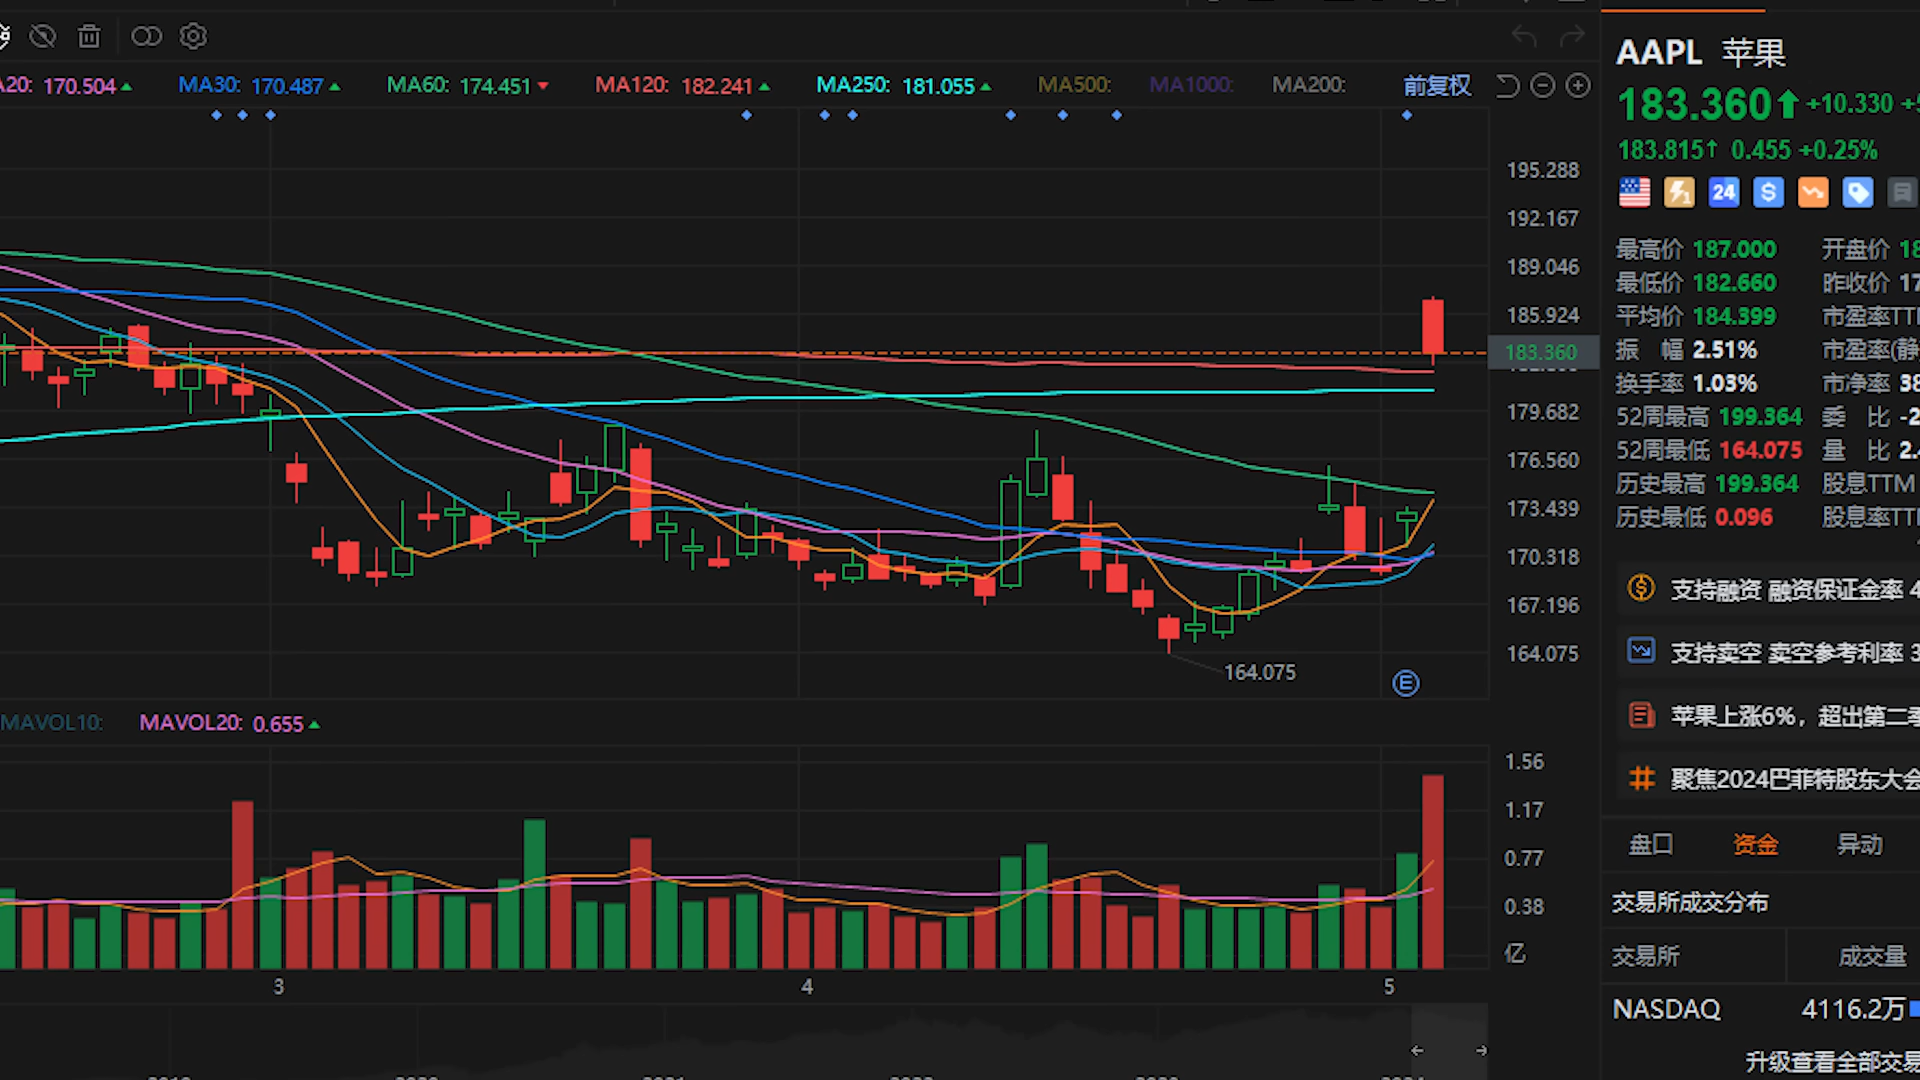 AAPL 苹果
A20: 170.504 MA30: 170.487 MA60: 174.451 MA120: 182.241 MA250: 181.055 MA500: MA1000: MA200: 前复权
183.360 +10.330
183.815↑ 0.455 +0.25%
24
195.288
192.167
189.046
185.924
183.360
179.682
176.560
173.439
170.318
167.196
164.075
164.075
E
最高价 187.000 开盘价 18
最低价 182.660 昨收价 17
平均价 184.399 市盈率TT
振 幅 2.51% 市盈率(静
换手率 1.03% 市净率 38
52周最高 199.364 委 比 -2
52周最低 164.075 量 比 2.
历史最高 199.364 股息TTM
历史最低 0.096 股息率TT
支持融资 融资保证金率 4
支持卖空 卖空参考利率 3
苹果上涨6%，超出第二季
聚焦2024巴菲特股东大会
MAVOL10: MAVOL20: 0.655
1.56
1.17
0.77
0.38
亿
3 4 5
盘口 资金 异动
交易所成交分布
交易所 成交量
NASDAQ 4116.2万
升级查看全部交易